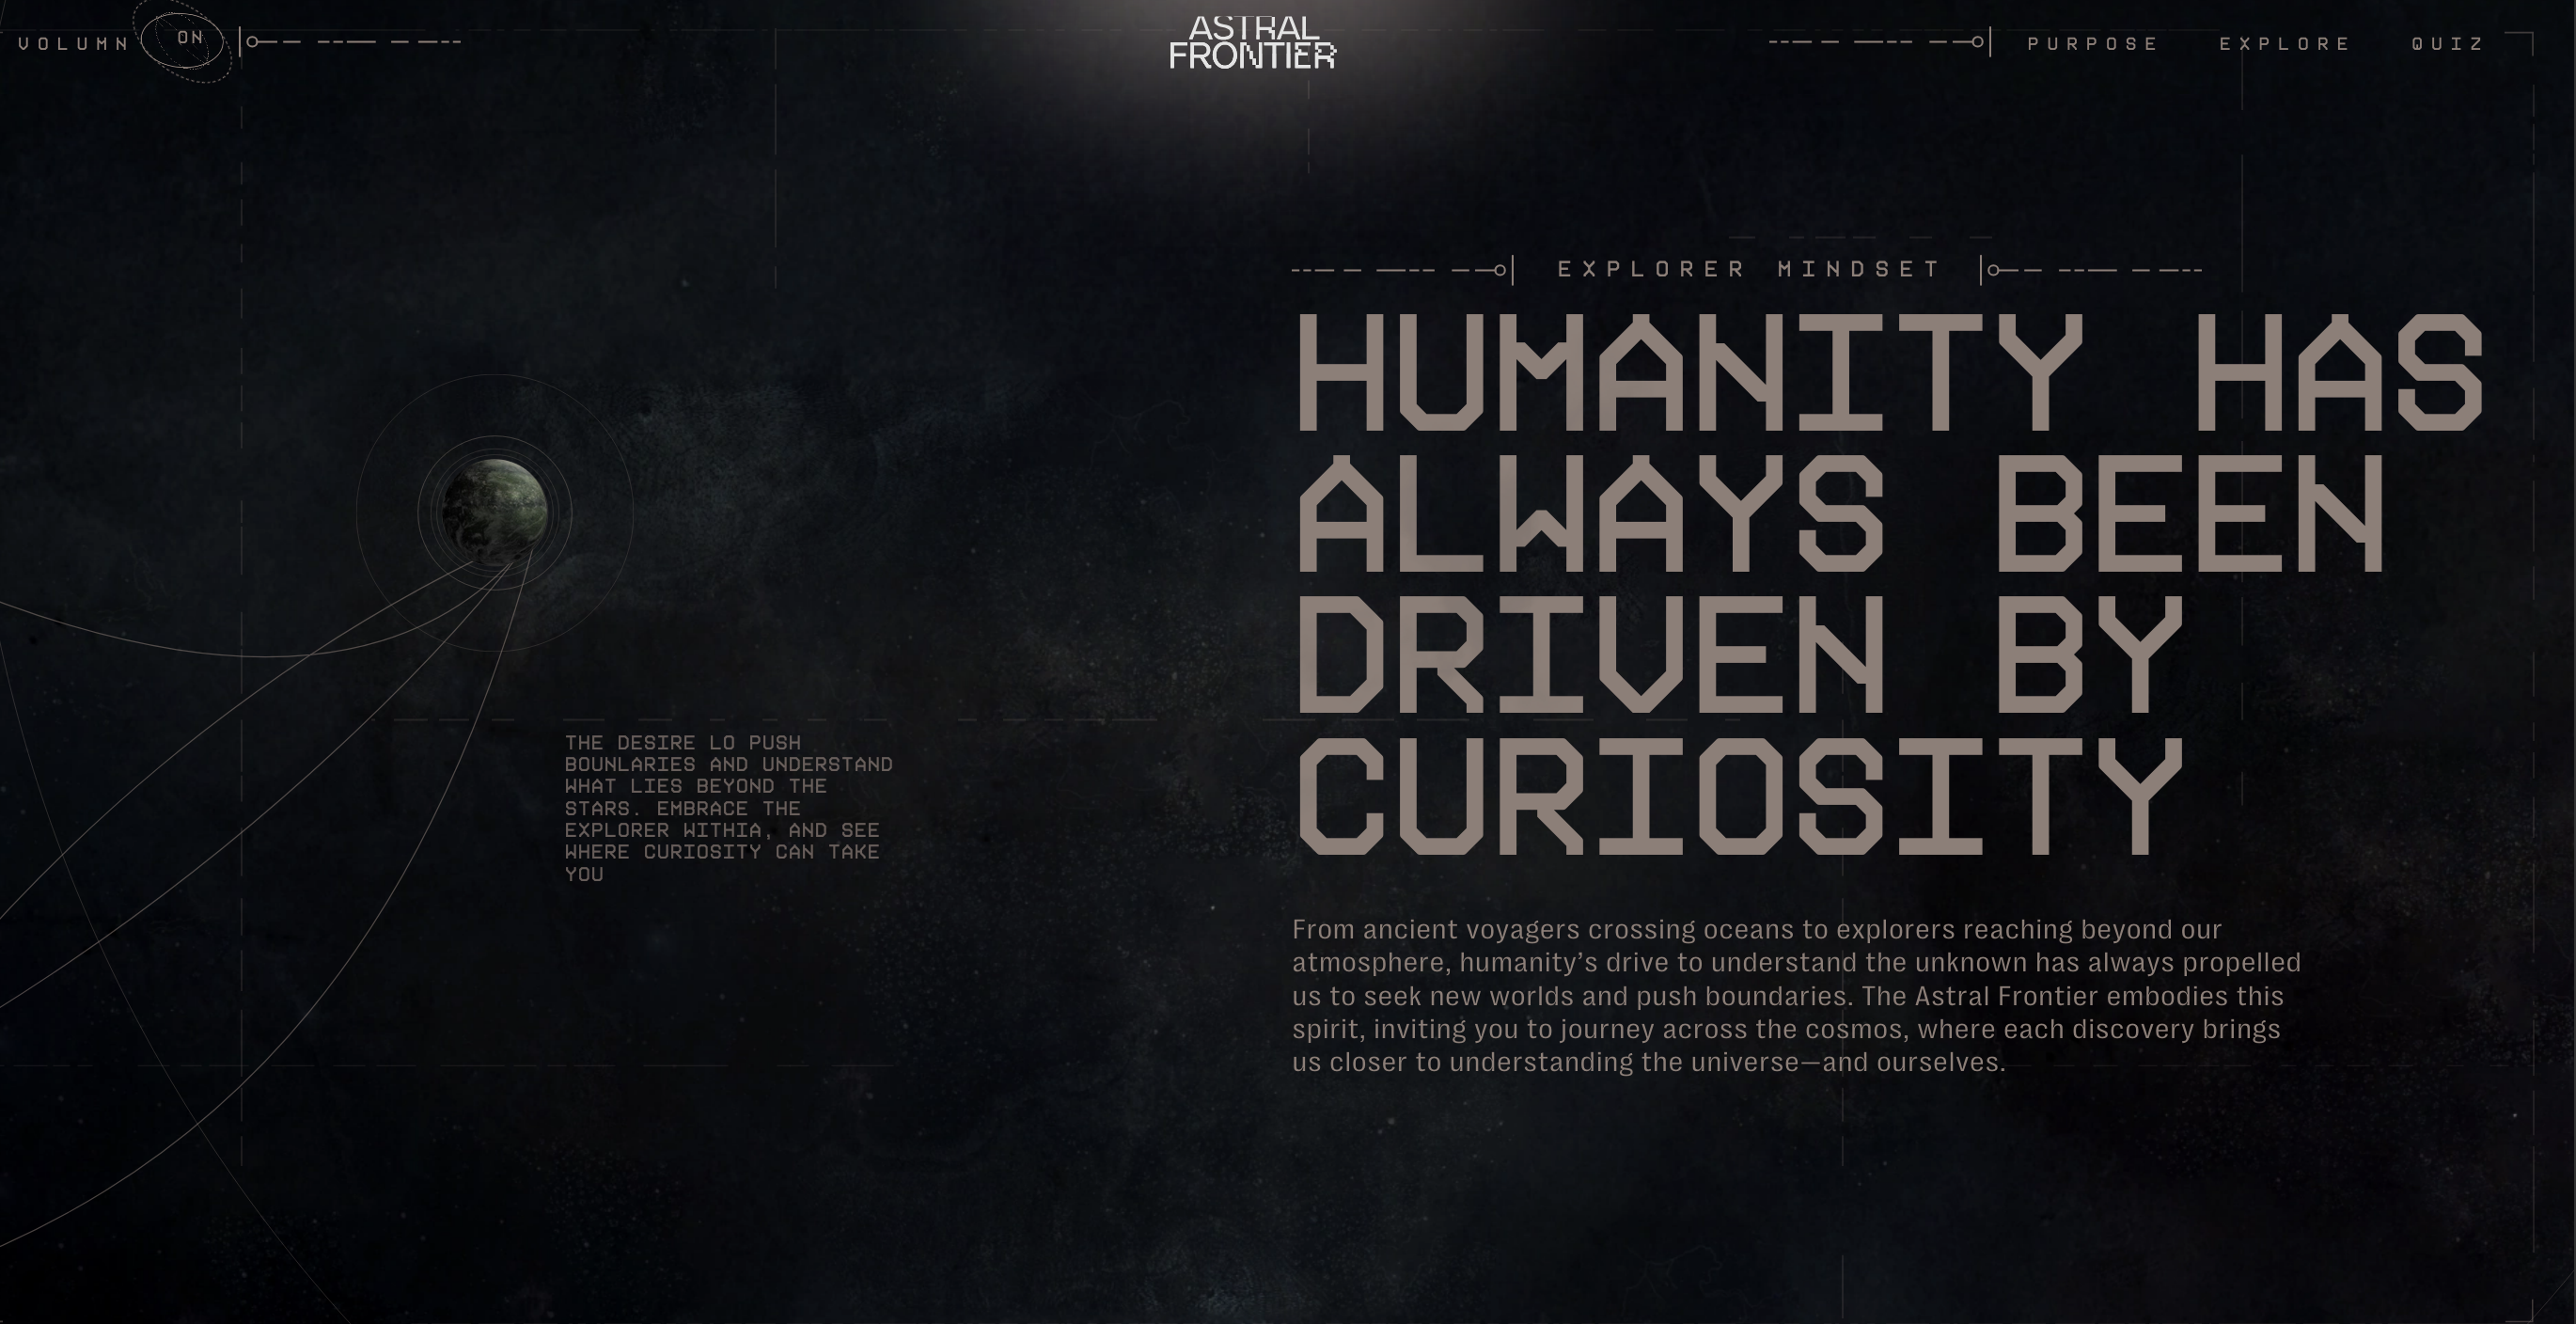 VOLUMN ON
ASTRAL
FRONTIER
PURPOSE EXPLORE QUIZ
EXPLORER MINDSET
HUMANITY HAS
ALWAYS BEEN
DRIVEN BY
CURIOSITY
THE DESIRE LO PUSH
BOUNLARIES AND UNDERSTAND
WHAT LIES BEYOND THE
STARS. EMBRACE THE
EXPLORER WITHIA, AND SEE
WHERE CURIOSITY CAN TAKE
YOU
From ancient voyagers crossing oceans to explorers reaching beyond our
atmosphere, humanity’s drive to understand the unknown has always propelled
us to seek new worlds and push boundaries. The Astral Frontier embodies this
spirit, inviting you to journey across the cosmos, where each discovery brings
us closer to understanding the universe—and ourselves.